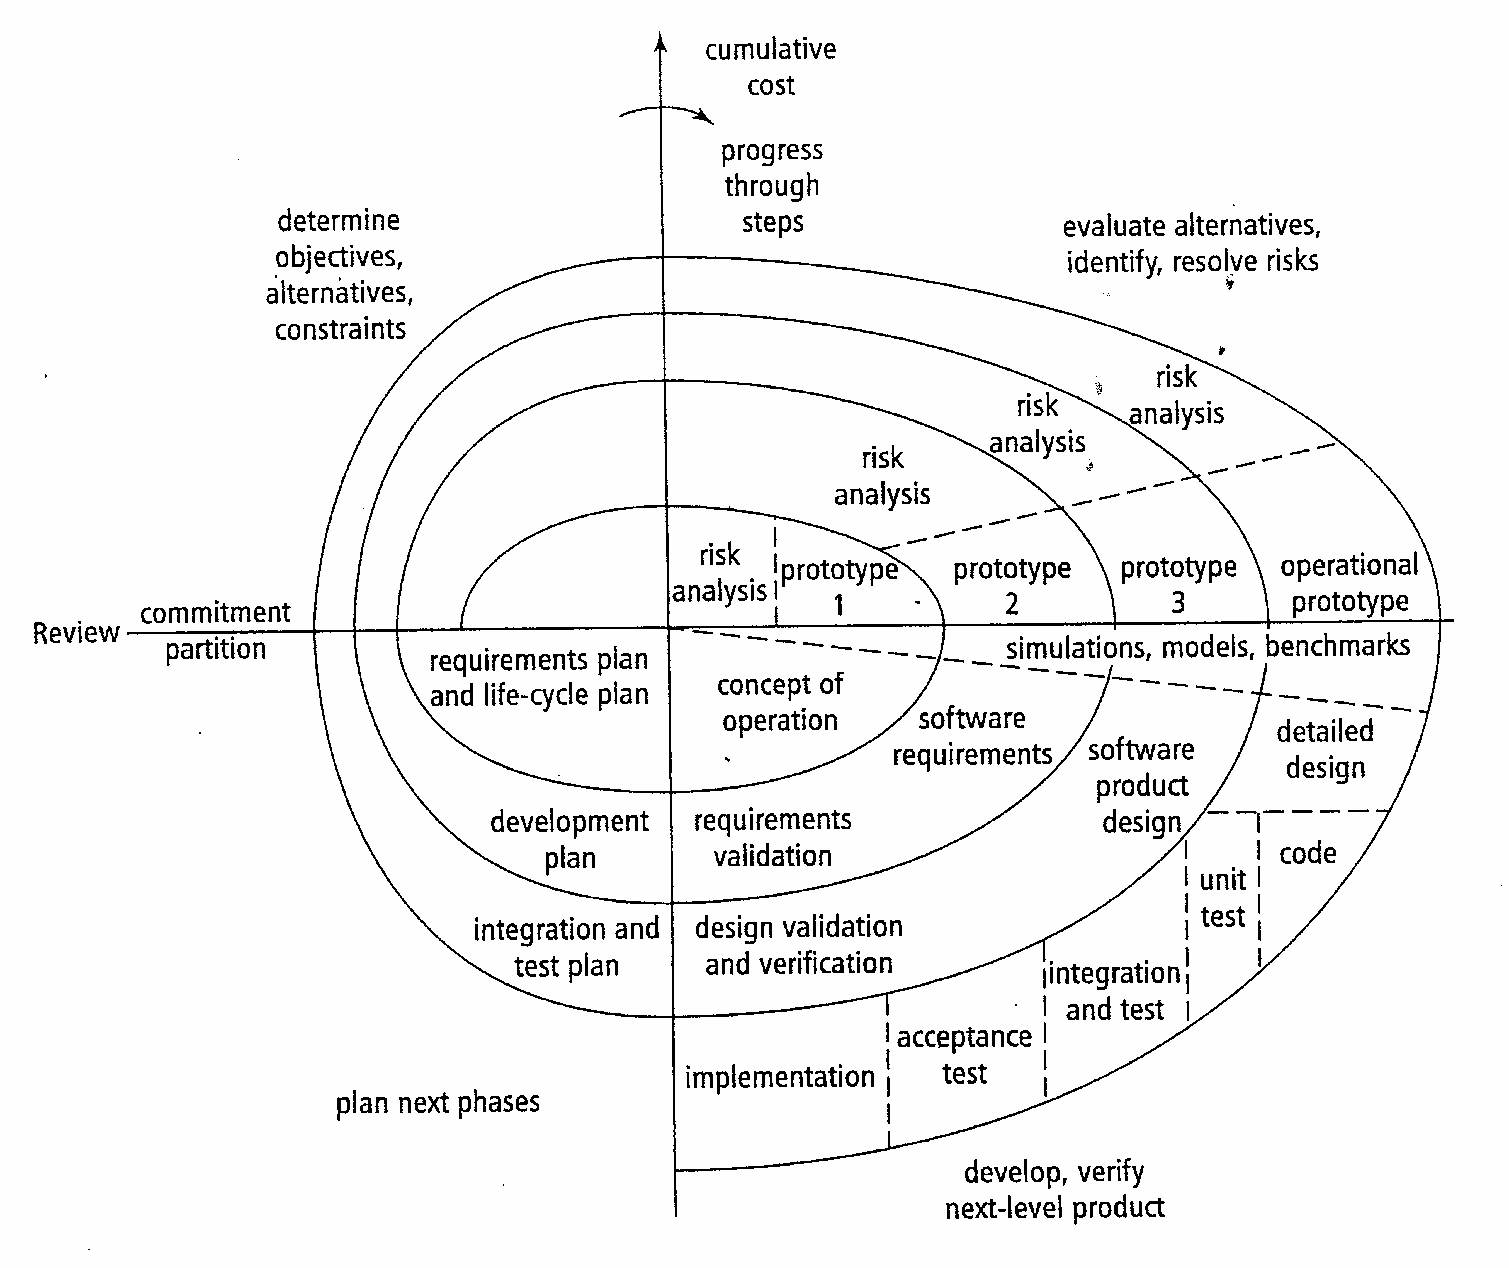 cumulative
cost
progress
through
steps
determine
objectives,
alternatives,
constraints
evaluate alternatives,
identify, resolve risks
risk
analysis
risk
analysis
risk
analysis
risk
analysis
prototype
1
prototype
2
prototype
3
operational
prototype
Review
commitment
partition
simulations, models, benchmarks
requirements plan
and life-cycle plan
concept of
operation
software
requirements
software
product
design
detailed
design
development
plan
requirements
validation
code
unit
test
integration and
test plan
design validation
and verification
integration
and test
acceptance
test
implementation
plan next phases
develop, verify
next-level product